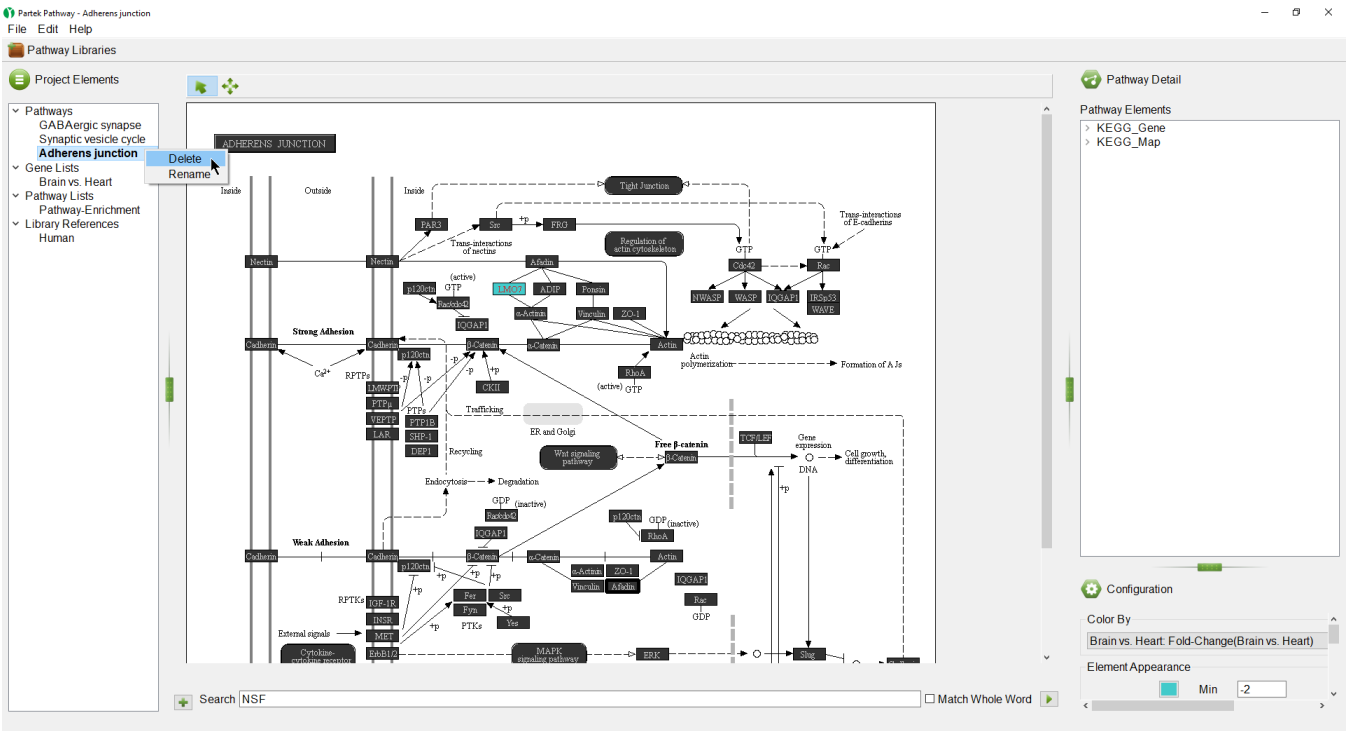 Partek Pathway - Adherens junction
File Edit Help
Pathway Libraries
Project Elements
Pathways
GABAergic synapse
Synaptic vesicle cycle
Adherens junction
Gene Lists
Brain vs. Heart
Pathway Lists
Pathway-Enrichment
Library References
Human
Delete
Rename
ADHERENS JUNCTION
Inside
Outside
Inside
Tight Junction
PAR3
Src
+p
FRG
Trans-interactions
of nectins
Regulation of
actin cytoskeleton
Trans-interactions
of E-cadherins
GTP
GTP
Nectin
Nectin
Afadin
Cdc42
Rac
(active)
p120ctn
GTP
Rac/cdc42
IQGAP1
LMO7
ADIP
Ponsin
α-Actinin
Vinculin
ZO-1
NWASP
WASP
IQGAP1
IRSp53
WAVE
Strong Adhesion
Cadherin
Cadherin
β-Catenin
α-Catenin
Actin
p120ctn
Ca2+
RPTPs
-p
-p
-p
-p
+p
CKII
Actin
polymerization
Formation of AJs
RhoA
(active)
GTP
LMW-PTP
PTPμ
VEPTP
LAR
PTPs
PTP1B
SHP-1
DEP1
Trafficking
ER and Golgi
Recycling
Free β-catenin
β-Catenin
Wnt signaling
pathway
TCF/LEF
Gene
expression
DNA
Cell growth,
differentiation
+p
Endocytosis
Degradation
GDP
(inactive)
Rac/cdc42
IQGAP1
p120ctn
GDP
(inactive)
RhoA
Weak Adhesion
Cadherin
Cadherin
β-Catenin
α-Catenin
Actin
p120ctn
+p
+p
+p
+p
α-Actinin
ZO-1
Vinculin
Afadin
IQGAP1
Rac
GDP
RPTKs
IGF-1R
INSR
MET
ErbB1/2
Fer
Src
Fyn
+p
Yes
PTKs
+p
External signals
Cytokine-
cytokine receptor
MAPK
signaling pathway
ERK
Slug
Search
NSF
Match Whole Word
Pathway Detail
Pathway Elements
KEGG_Gene
KEGG_Map
Configuration
Color By
Brain vs. Heart: Fold-Change(Brain vs. Heart)
Element Appearance
Min
-2